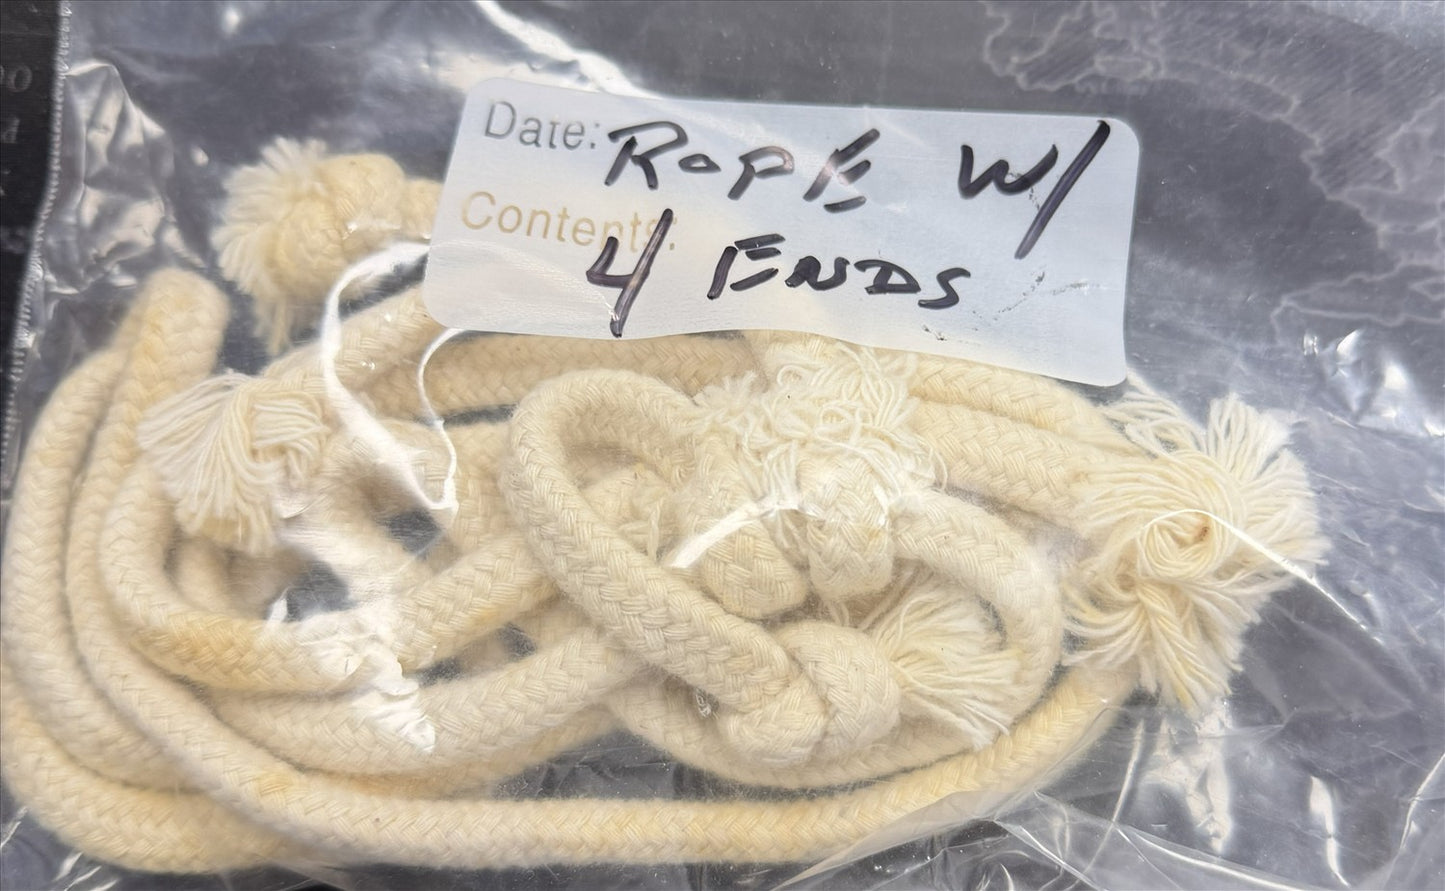 Date: ROPE W/
Contents: 4 ENDS